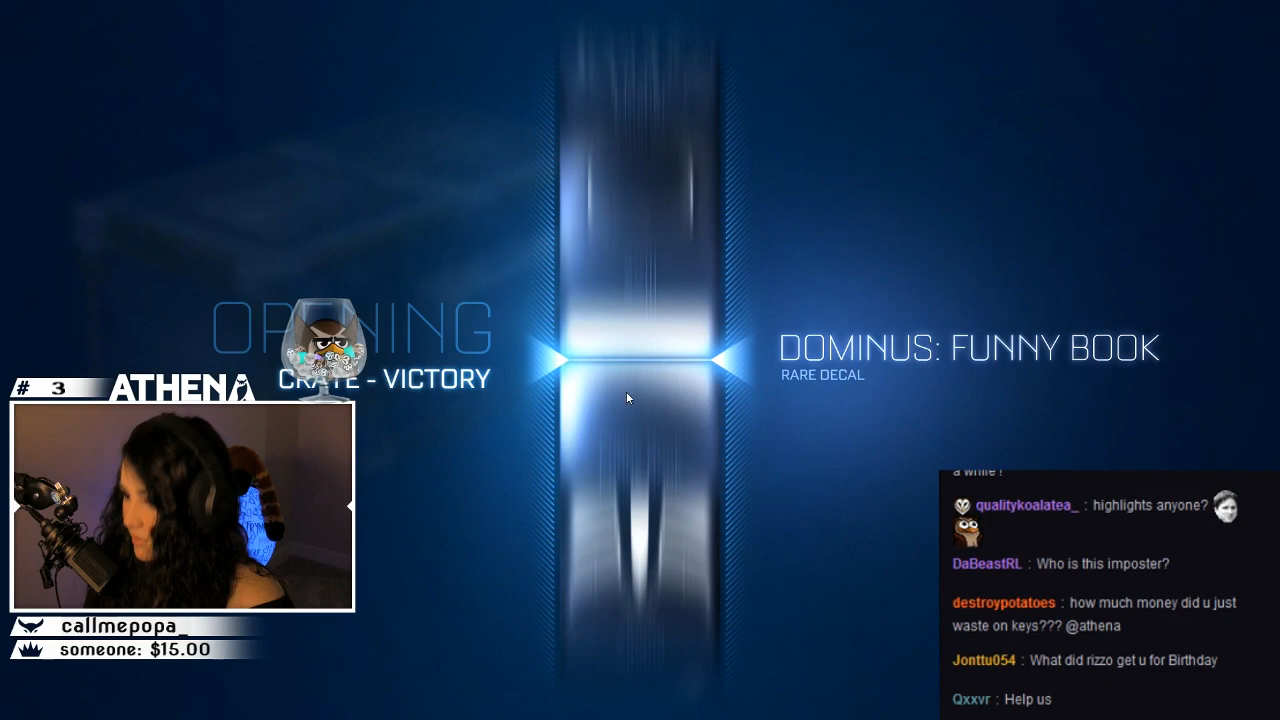 OPENING
CRATE - VICTORY
DOMINUS: FUNNY BOOK
RARE DECAL
# 3 ATHENA
callmepopa_
someone: $15.00
a while !
qualitykoalatea_ : highlights anyone?
DaBeastRL : Who is this imposter?
destroypotatoes : how much money did u just
waste on keys??? @athena
Jonttu054 : What did rizzo get u for Birthday
Qxxvr : Help us